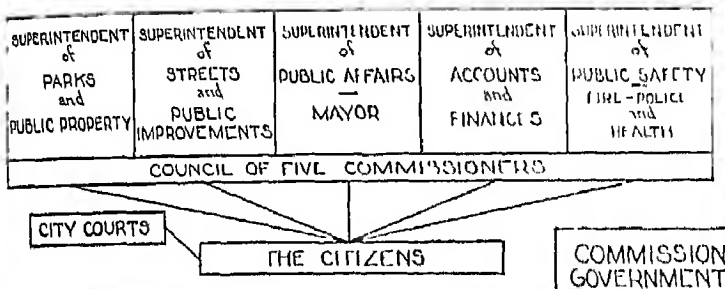 SUPERINTENDENT
of
PARKS
and
PUBLIC PROPERTY
SUPERINTENDENT
of
STREETS
and
PUBLIC
IMPROVEMENTS
SUPERINTENDENT
of
PUBLIC AFFAIRS
—
MAYOR
SUPERINTENDENT
of
ACCOUNTS
and
FINANCES
SUPERINTENDENT
of
PUBLIC SAFETY
FIRE-POLICE
and
HEALTH
COUNCIL OF FIVE COMMISSIONERS
CITY COURTS
THE CITIZENS
COMMISSION
GOVERNMENT